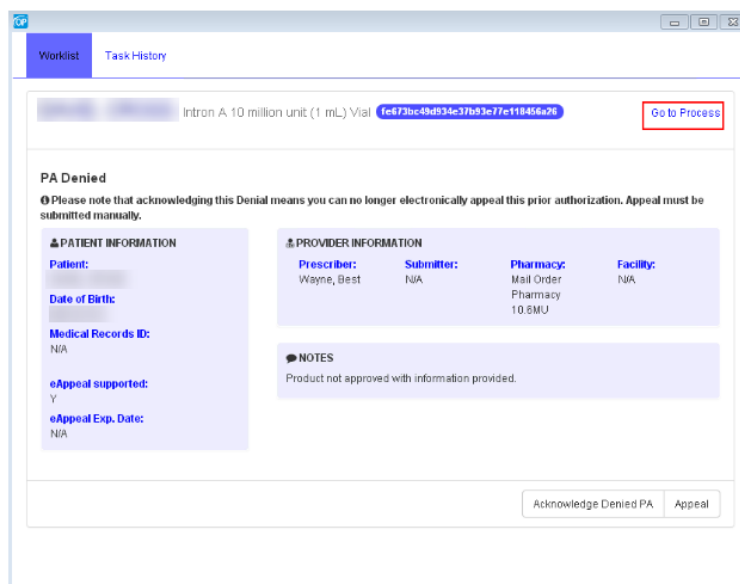 OP
Worklist Task History
Intron A 10 million unit (1 mL) Vial fe673bc49d934e37b93e77e118456a26 Go to Process
PA Denied
Please note that acknowledging this Denial means you can no longer electronically appeal this prior authorization. Appeal must be
submitted manually.
PATIENT INFORMATION
Patient:
Date of Birth:
Medical Records ID:
N/A
eAppeal supported:
Y
eAppeal Exp. Date:
N/A
PROVIDER INFORMATION
Prescriber: Submitter: Pharmacy: Facility:
Wayne, Best N/A Mail Order N/A
Pharmacy
10.6MU
NOTES
Product not approved with information provided.
Acknowledge Denied PA Appeal